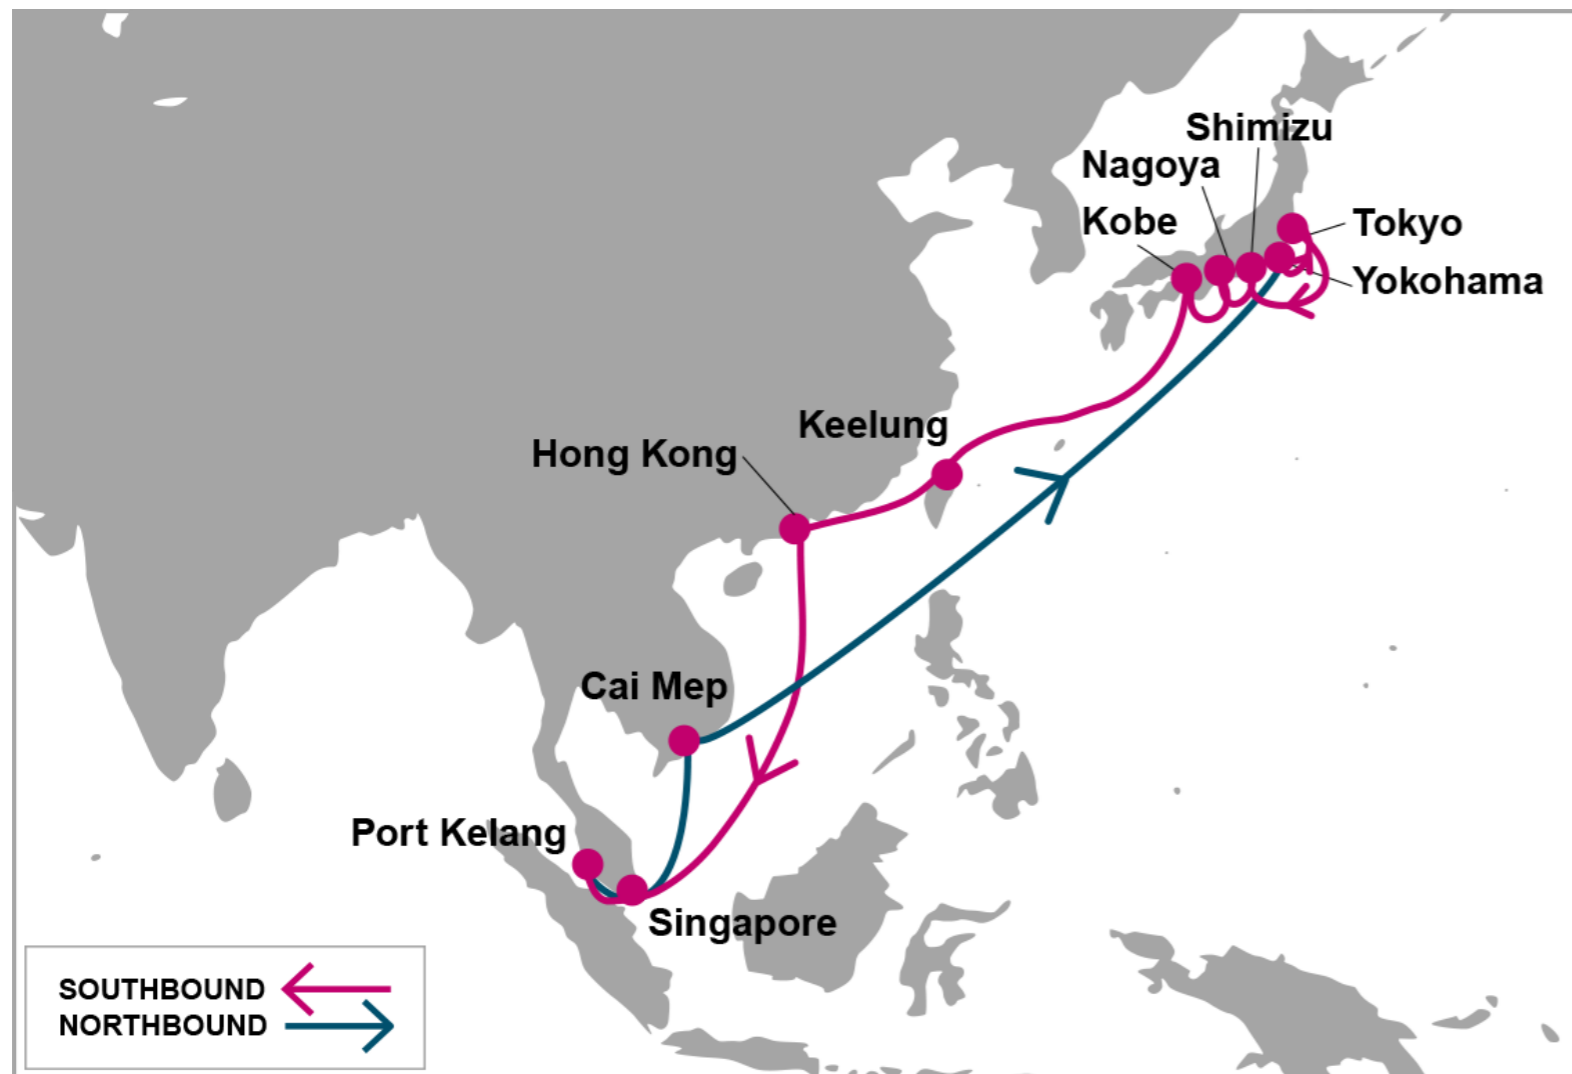 Shimizu
Nagoya
Kobe
Tokyo
Yokohama
Keelung
Hong Kong
Cai Mep
Port Kelang
Singapore
SOUTHBOUND
NORTHBOUND